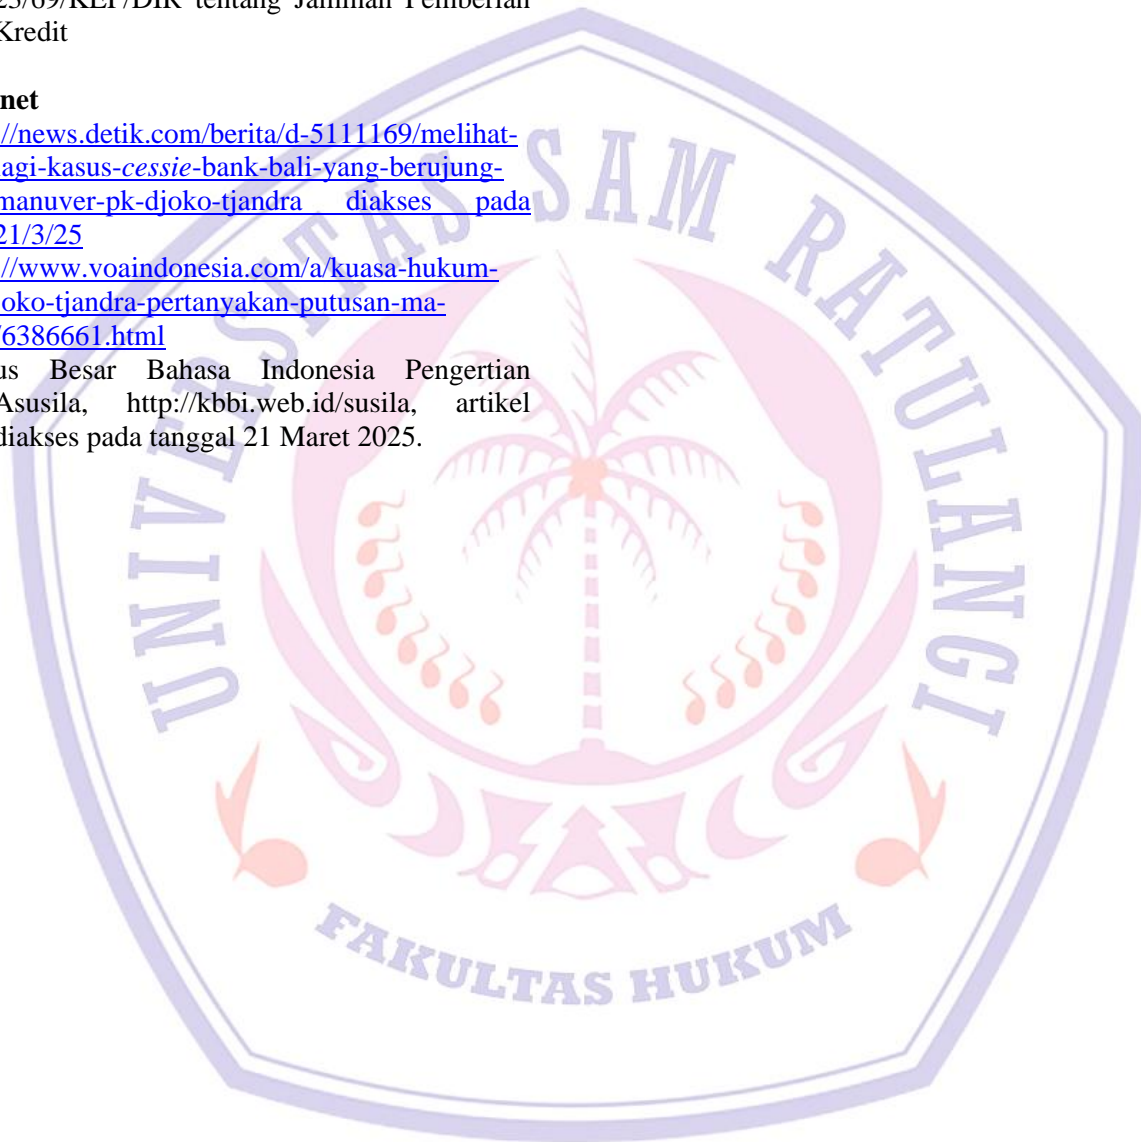 23/69/KEP/DIR tentang Jaminan Pemberian
Kredit
net
://news.detik.com/berita/d-5111169/melihat-
lagi-kasus-cessie-bank-bali-yang-berujung-
manuver-pk-djoko-tjandra diakses pada
21/3/25
://www.voaindonesia.com/a/kuasa-hukum-
joko-tjandra-pertanyakan-putusan-ma-
/6386661.html
us Besar Bahasa Indonesia Pengertian
Asusila, http://kbbi.web.id/susila, artikel
diakses pada tanggal 21 Maret 2025.
UNIVERSITAS SAM RATULANGI
FAKULTAS HUKUM